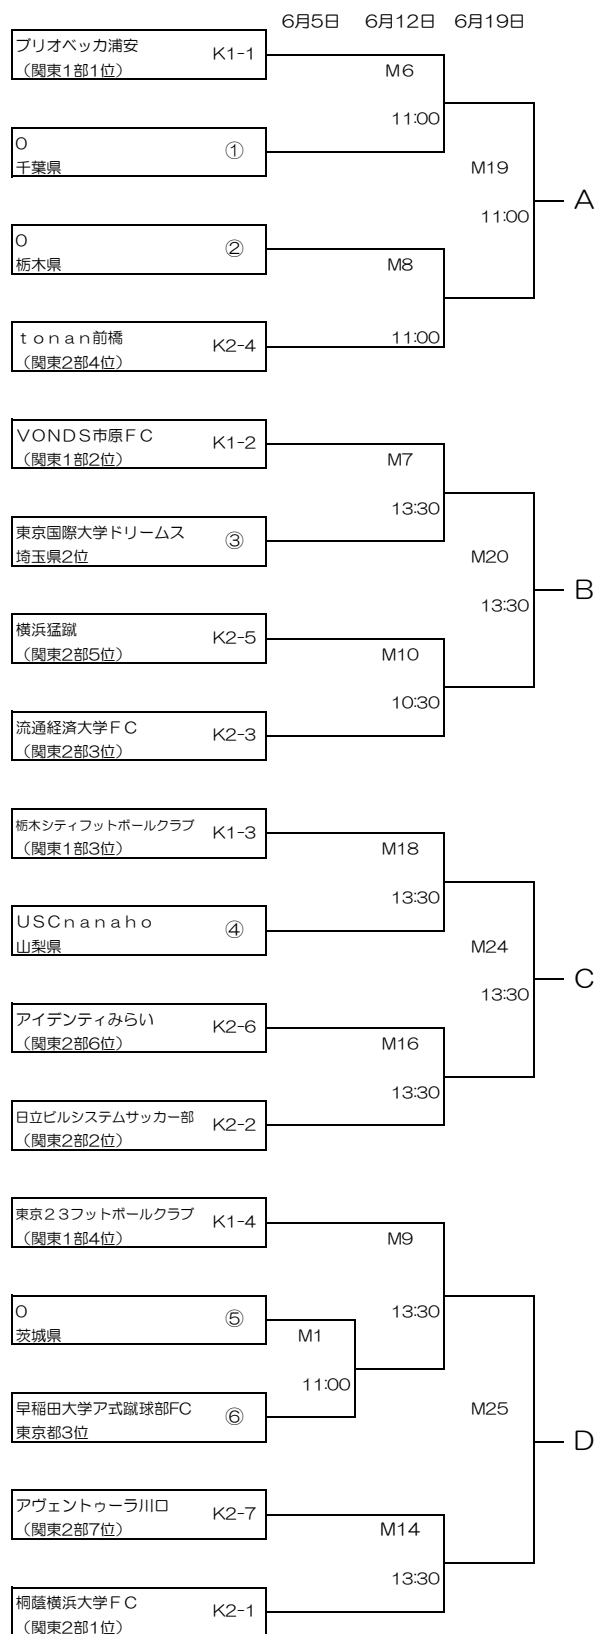 6月5日 6月12日 6月19日
ブリオベッカ浦安 K1-1
（関東1部1位）
M6
11:00
0 ①
千葉県
M19
11:00
A
0 ②
栃木県
M8
11:00
ｔｏｎａｎ前橋 K2-4
（関東2部4位）
ＶＯＮＤＳ市原ＦＣ K1-2
（関東1部2位）
M7
13:30
東京国際大学ドリームス ③
埼玉県2位
M20
13:30
B
横浜猛蹴 K2-5
（関東2部5位）
M10
10:30
流通経済大学ＦＣ K2-3
（関東2部3位）
栃木シティフットボールクラブ K1-3
（関東1部3位）
M18
13:30
ＵＳＣｎａｎａｈｏ ④
山梨県
M24
13:30
C
アイデンティみらい K2-6
（関東2部6位）
M16
13:30
日立ビルシステムサッカー部 K2-2
（関東2部2位）
東京２３フットボールクラブ K1-4
（関東1部4位）
M9
13:30
0 ⑤
茨城県
M1
11:00
早稲田大学ア式蹴球部FC ⑥
東京都3位
M25
D
アヴェントゥーラ川口 K2-7
（関東2部7位）
M14
13:30
桐蔭横浜大学ＦＣ K2-1
（関東2部1位）